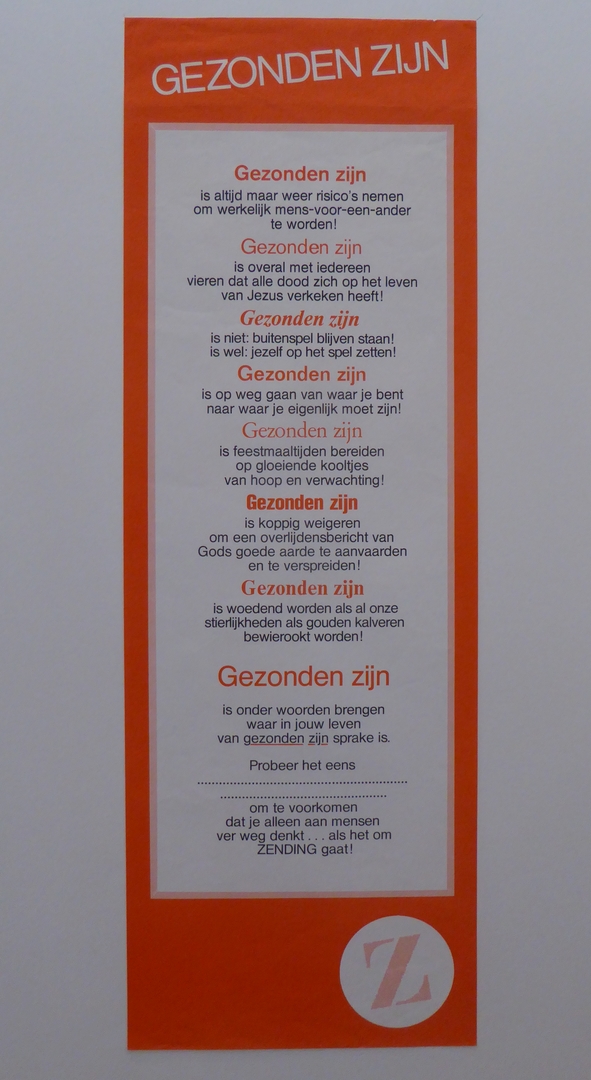 GEZONDEN ZIJN
Gezonden zijn
is altijd maar weer risico's nemen
om werkelijk mens-voor-een-ander
te worden!
Gezonden zijn
is overal met iedereen
vieren dat alle dood zich op het leven
van Jezus verkeken heeft!
Gezonden zijn
is niet: buitenspel blijven staan!
is wel: jezelf op het spel zetten!
Gezonden zijn
is op weg gaan van waar je bent
naar waar je eigenlijk moet zijn!
Gezonden zijn
is feestmaaltijden bereiden
op gloeiende kooltjes
van hoop en verwachting!
Gezonden zijn
is koppig weigeren
om een overlijdensbericht van
Gods goede aarde te aanvaarden
en te verspreiden!
Gezonden zijn
is woedend worden als al onze
stierlijkheden als gouden kalveren
bewierookt worden!
Gezonden zijn
is onder woorden brengen
waar in jouw leven
van gezonden zijn sprake is.
Probeer het eens
..................................................
........................................
om te voorkomen
dat je alleen aan mensen
ver weg denkt . . . als het om
ZENDING gaat!
Z